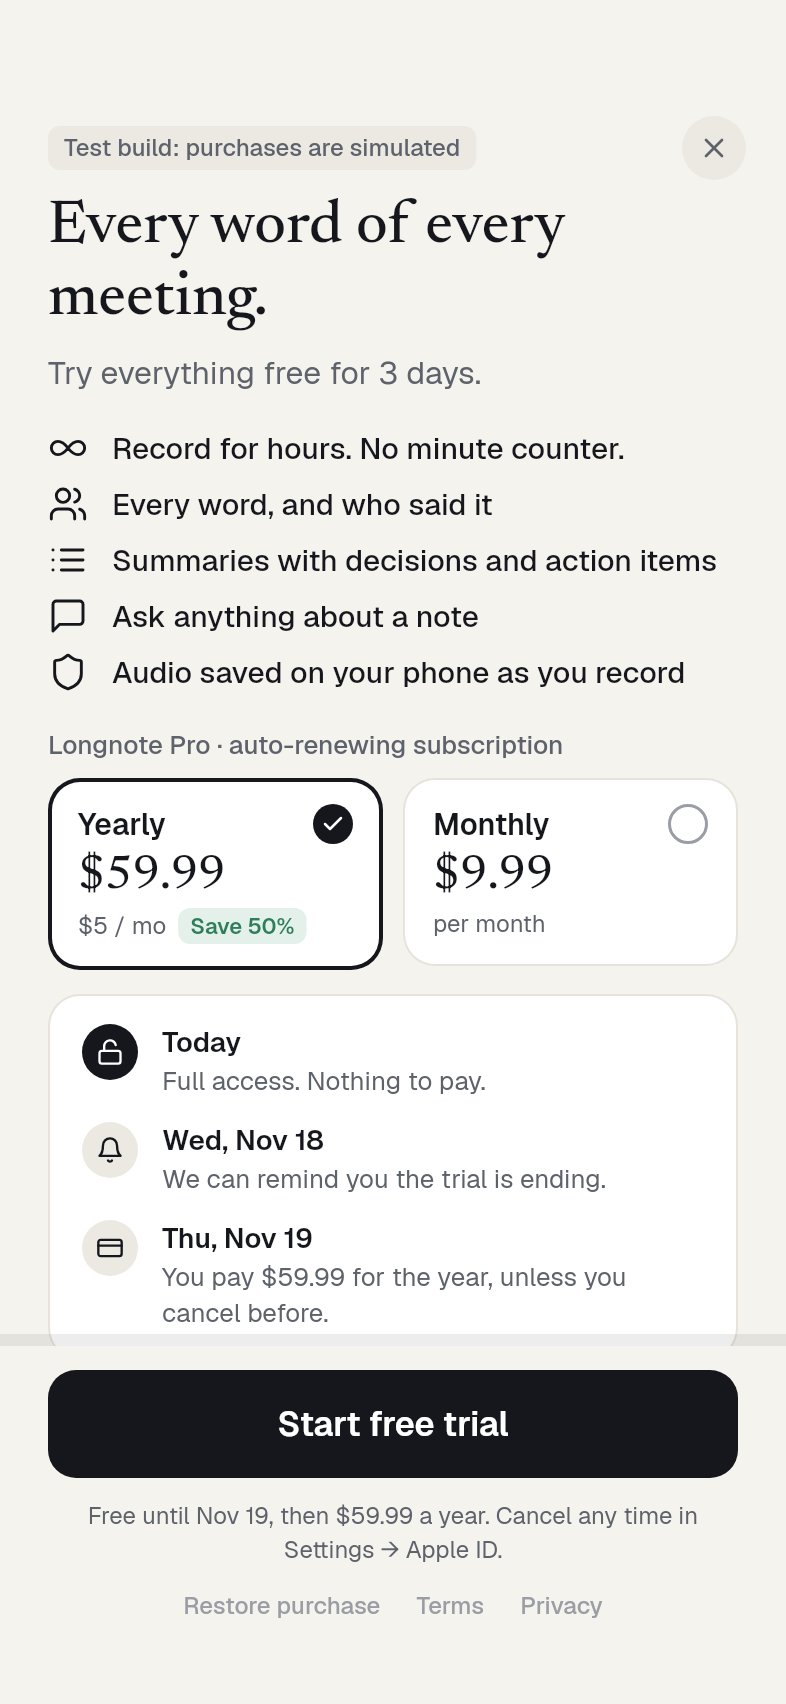 Test build: purchases are simulated
Every word of every
meeting.
Try everything free for 3 days.
Record for hours. No minute counter.
Every word, and who said it
Summaries with decisions and action items
Ask anything about a note
Audio saved on your phone as you record
Longnote Pro · auto-renewing subscription
Yearly
$59.99
$5 / mo Save 50%
Monthly
$9.99
per month
Today
Full access. Nothing to pay.
Wed, Nov 18
We can remind you the trial is ending.
Thu, Nov 19
You pay $59.99 for the year, unless you
cancel before.
Start free trial
Free until Nov 19, then $59.99 a year. Cancel any time in
Settings → Apple ID.
Restore purchase Terms Privacy